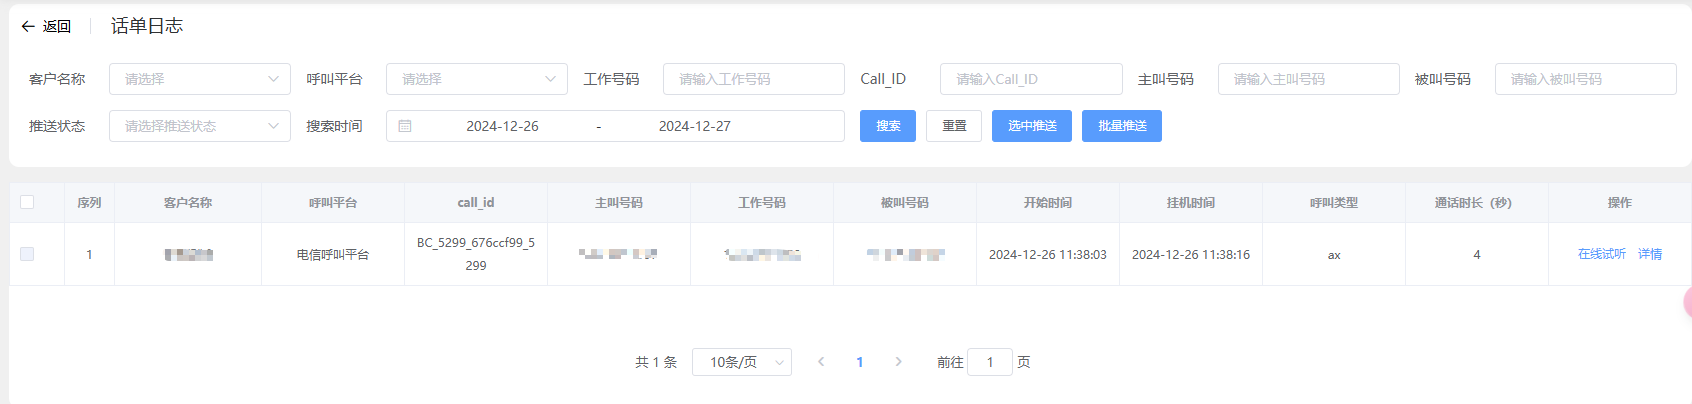 返回 话单日志
客户名称 请选择 呼叫平台 请选择 工作号码 请输入工作号码 Call_ID 请输入Call_ID 主叫号码 请输入主叫号码 被叫号码 请输入被叫号码
推送状态 请选择推送状态 搜索时间 2024-12-26 - 2024-12-27 搜索 重置 选中推送 批量推送
序列 客户名称 呼叫平台 call_id 主叫号码 工作号码 被叫号码 开始时间 挂机时间 呼叫类型 通话时长（秒） 操作
1 电信呼叫平台 BC_5299_676ccf99_5 2024-12-26 11:38:03 2024-12-26 11:38:16 ax 4 在线试听 详情
299
共 1 条 10条/页 1 前往 1 页